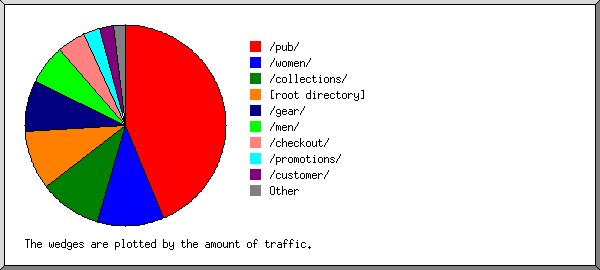 /pub/
/women/
/collections/
[root directory]
/gear/
/men/
/checkout/
/promotions/
/customer/
Other
The wedges are plotted by the amount of traffic.